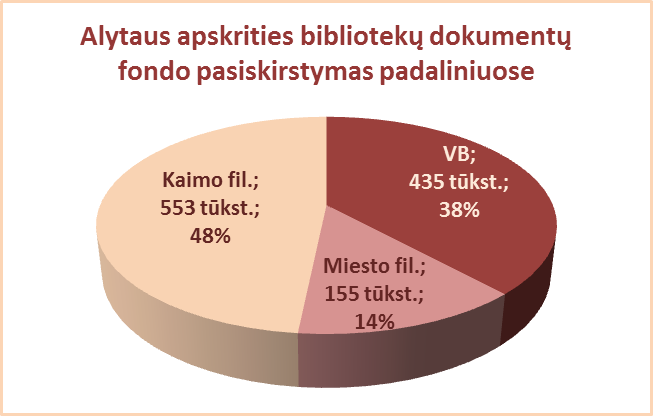 Alytaus apskrities bibliotekų dokumentų
fondo pasiskirstymas padaliniuose
VB;
435 tūkst.;
38%
Miesto fil.;
155 tūkst.;
14%
Kaimo fil.;
553 tūkst.;
48%